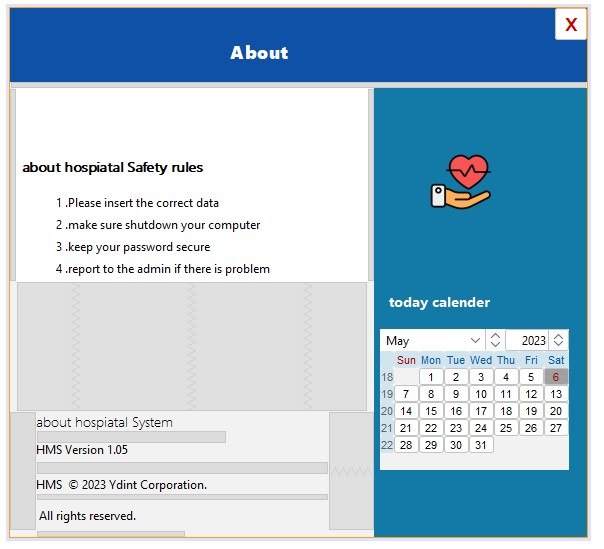 X
About
about hospiatal Safety rules
1 .Please insert the correct data
2 .make sure shutdown your computer
3 .keep your password secure
4 .report to the admin if there is problem
today calender
May 2023
Sun Mon Tue Wed Thu Fri Sat
18 1 2 3 4 5 6
19 7 8 9 10 11 12 13
20 14 15 16 17 18 19 20
21 21 22 23 24 25 26 27
22 28 29 30 31
about hospiatal System
HMS Version 1.05
HMS © 2023 Ydint Corporation.
All rights reserved.